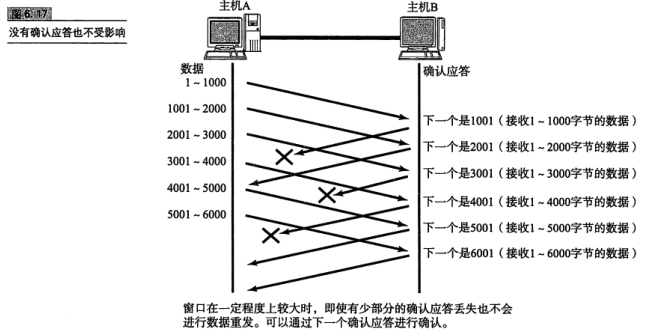 图6.17
没有确认应答也不受影响
主机A
主机B
数据
确认应答
1~1000
1001~2000
2001~3000
3001~4000
4001~5000
5001~6000
下一个是1001（接收1~1000字节的数据）
下一个是2001（接收1~2000字节的数据）
下一个是3001（接收1~3000字节的数据）
下一个是4001（接收1~4000字节的数据）
下一个是5001（接收1~5000字节的数据）
下一个是6001（接收1~6000字节的数据）
窗口在一定程度上较大时，即使有少部分的确认应答丢失也不会
进行数据重发。可以通过下一个确认应答进行确认。